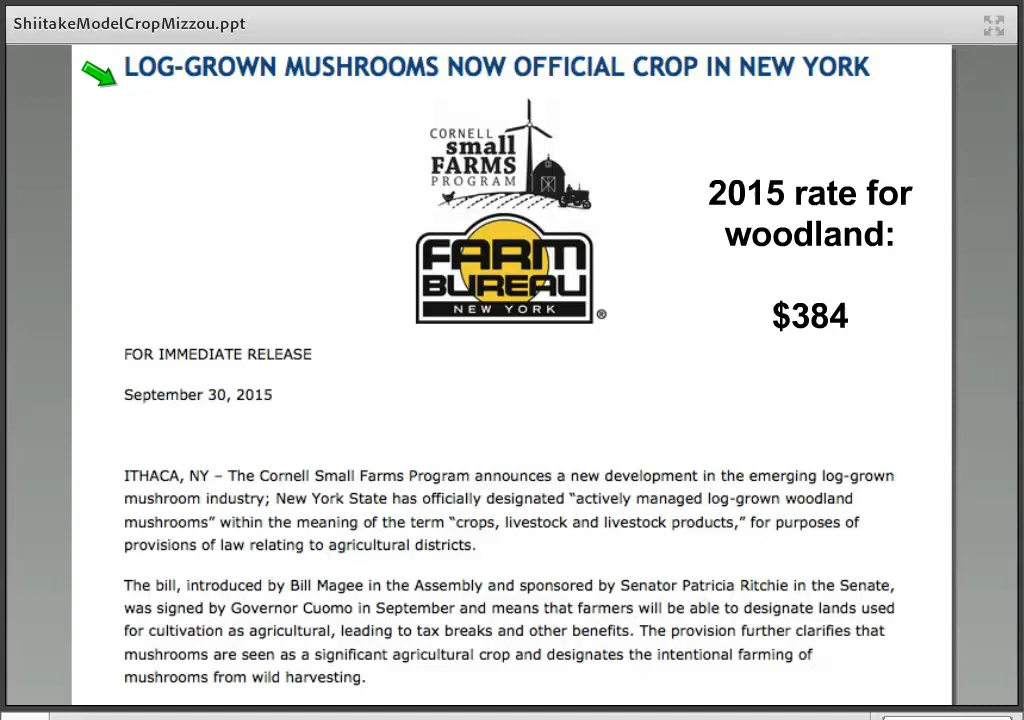 ShiitakeModelCropMizzou.ppt
LOG-GROWN MUSHROOMS NOW OFFICIAL CROP IN NEW YORK
CORNELL
small
FARMS
PROGRAM
FARM
BUREAU
NEW YORK
®
2015 rate for
woodland:
$384
FOR IMMEDIATE RELEASE
September 30, 2015
ITHACA, NY – The Cornell Small Farms Program announces a new development in the emerging log-grown
mushroom industry; New York State has officially designated “actively managed log-grown woodland
mushrooms” within the meaning of the term “crops, livestock and livestock products,” for purposes of
provisions of law relating to agricultural districts.
The bill, introduced by Bill Magee in the Assembly and sponsored by Senator Patricia Ritchie in the Senate,
was signed by Governor Cuomo in September and means that farmers will be able to designate lands used
for cultivation as agricultural, leading to tax breaks and other benefits. The provision further clarifies that
mushrooms are seen as a significant agricultural crop and designates the intentional farming of
mushrooms from wild harvesting.